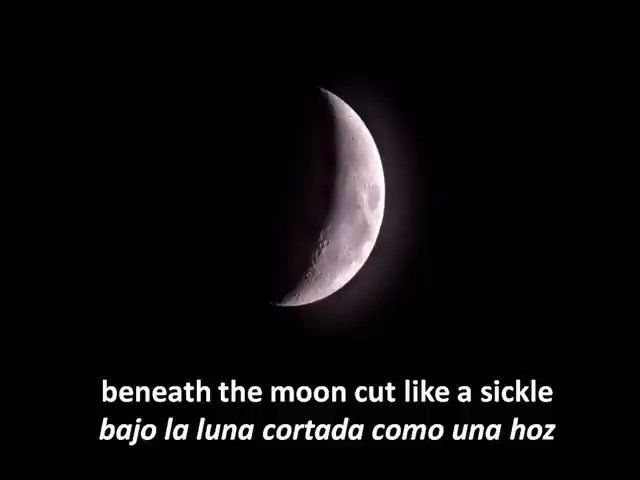 beneath the moon cut like a sickle
bajo la luna cortada como una hoz